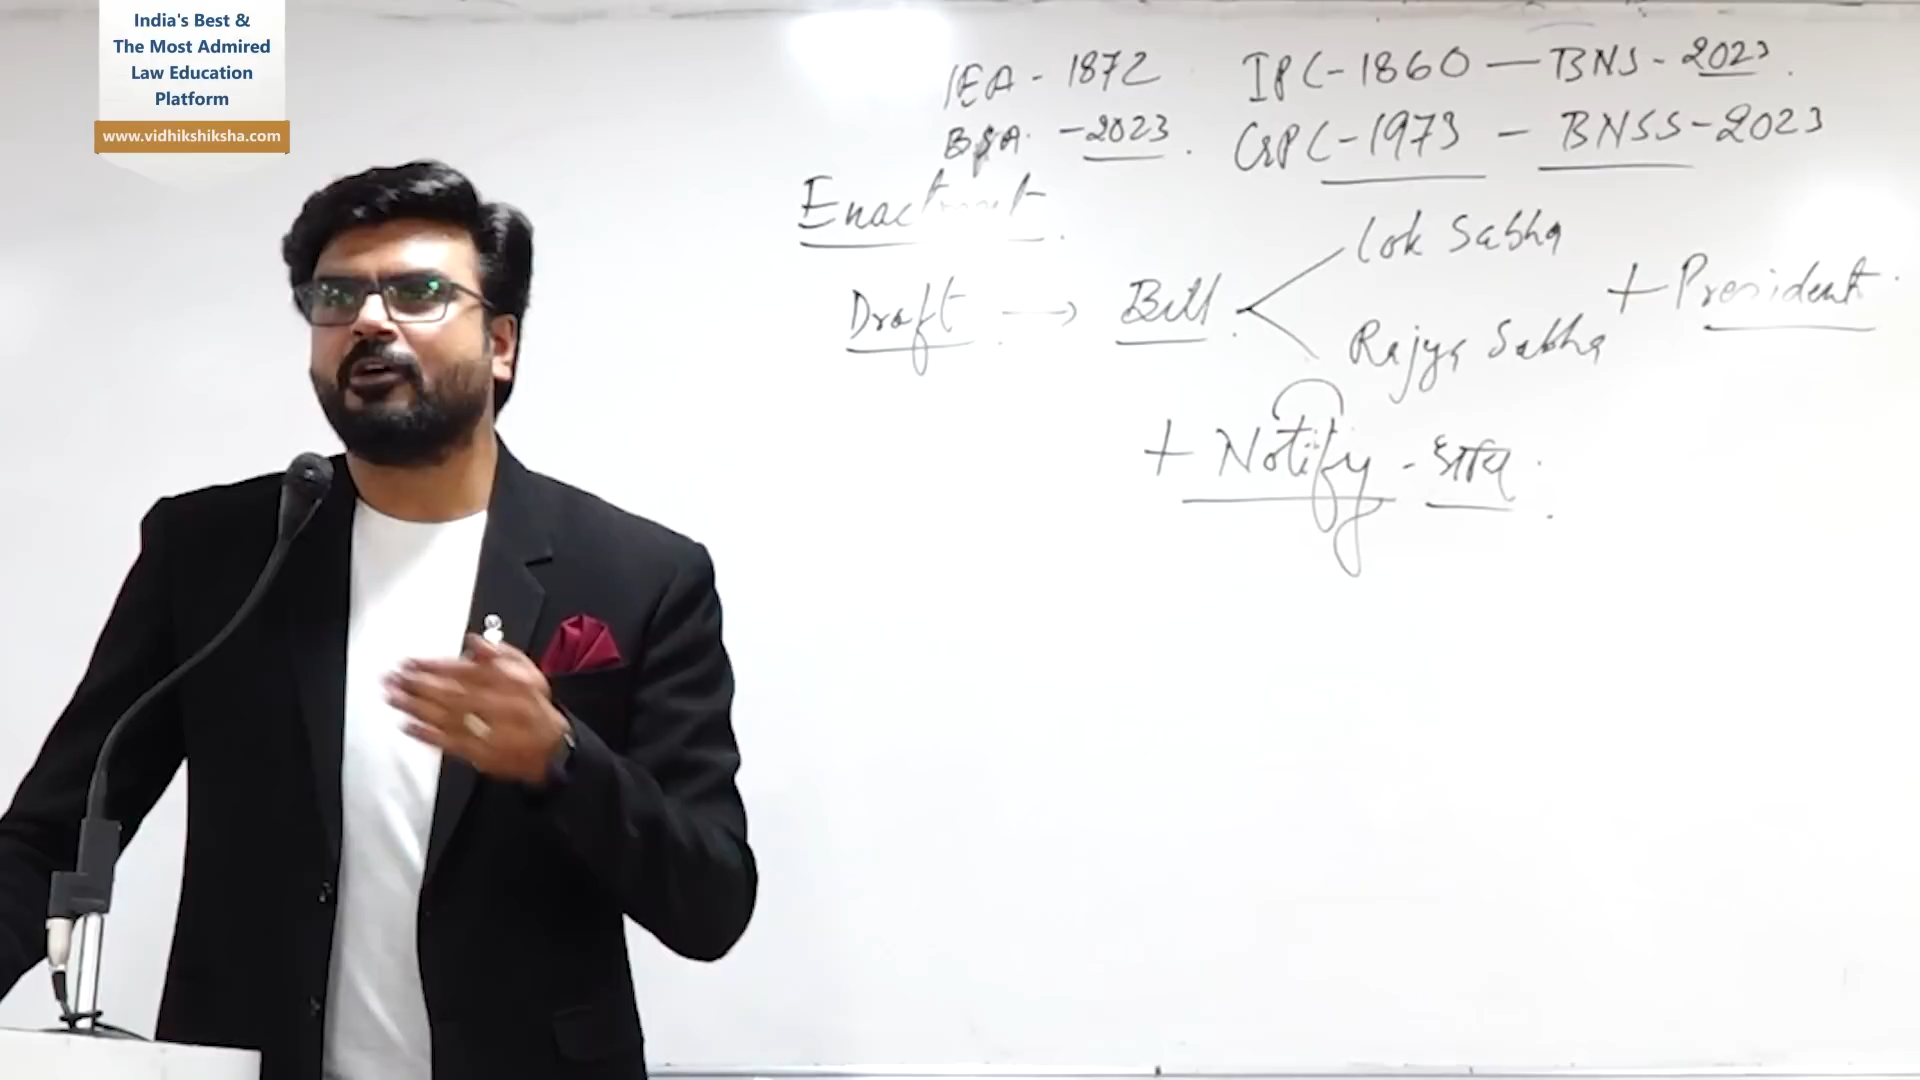 India's Best &
The Most Admired
Law Education
Platform
www.vidhikshiksha.com
IEA - 1872 IPC - 1860 — BNS - 2023.
BSA - 2023. CrPC - 1973 - BNSS - 2023
Enactment.
Lok Sabha
Draft → Bill + President
Rajya Sabha
+ Notify -